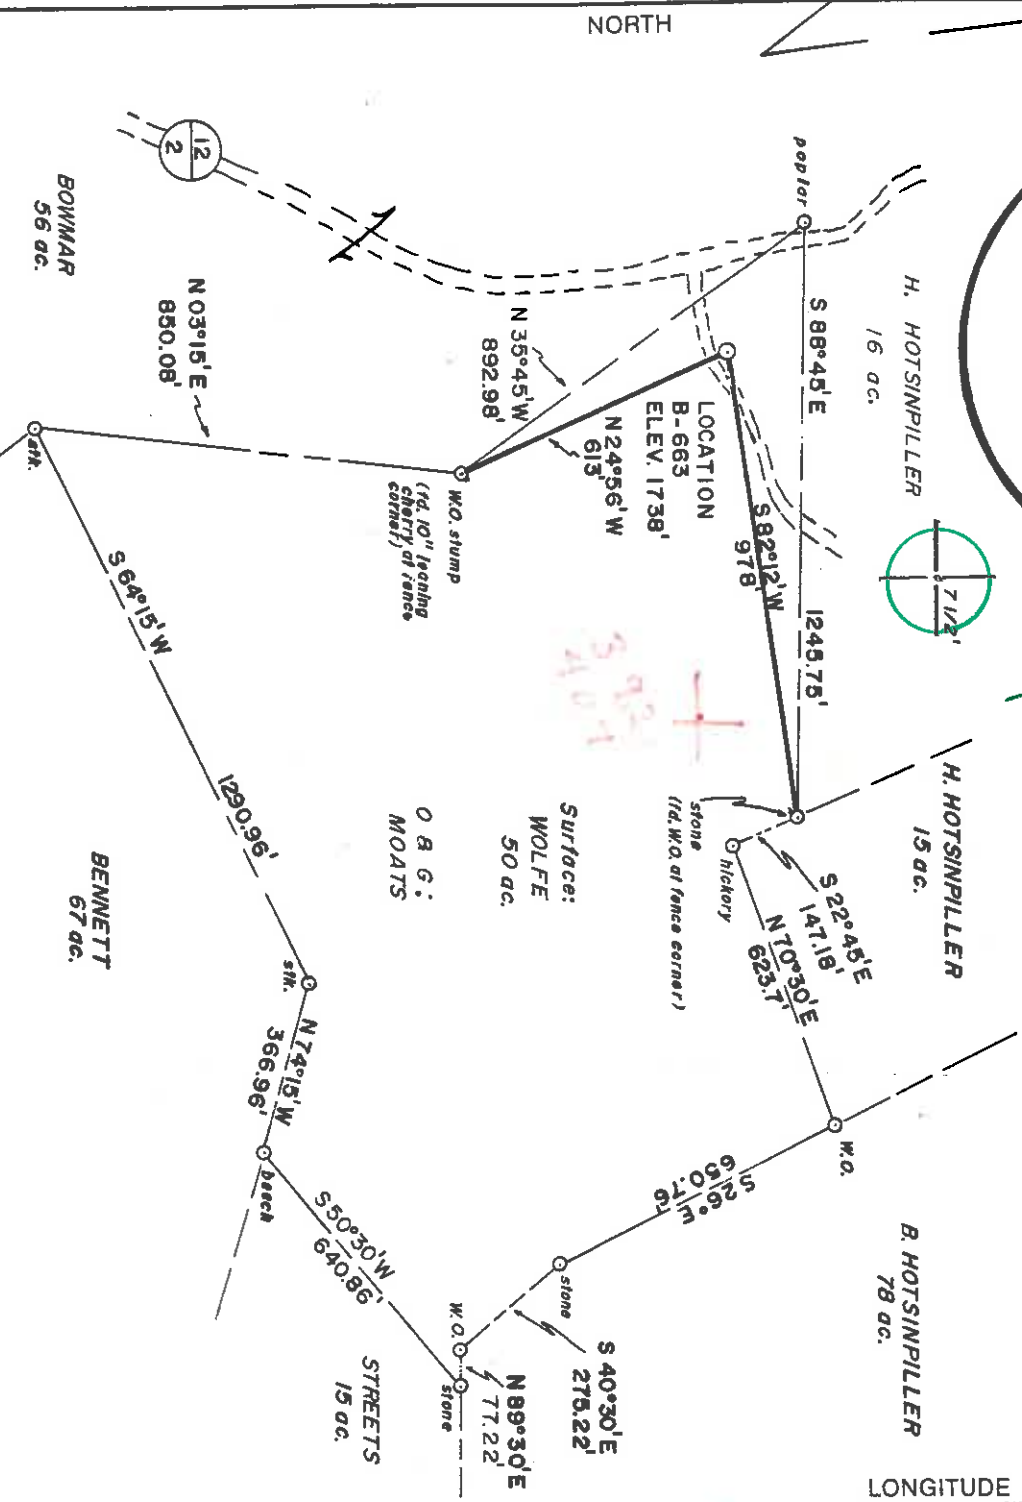 NORTH
12
2
BOWMAR
56 ac.
N 03°15' E
850.08'
poplar
H. HOTSINPILLER
16 ac.
S 88°45'E
1245.75'
N 35°45'W
892.98'
LOCATION
B-663
ELEV. 1738'
N24°56'W
613'
S 82°12'W
978'
7 1/2'
W.O. stump
(fd. 10" leaning
cherry at fence
corner)
stk.
S 64°15' W
1290.96'
H. HOTSINPILLER
15 ac.
stone
(fd. W.O. at fence corner)
hickory
S 22°45'E
147.18'
N 70°30'E
623.7'
Surface:
WOLFE
50 ac.
O & G:
MOATS
BENNETT
67 ac.
stk.
N 74°15' W
366.96'
beech
W.O.
S 26° E
650.76
B. HOTSINPILLER
78 ac.
stone
S 40°30'E
275.22'
S 50°30' W
640.86'
W.O.
stone
N 89°30'E
77.22'
STREETS
15 ac.
LONGITUDE